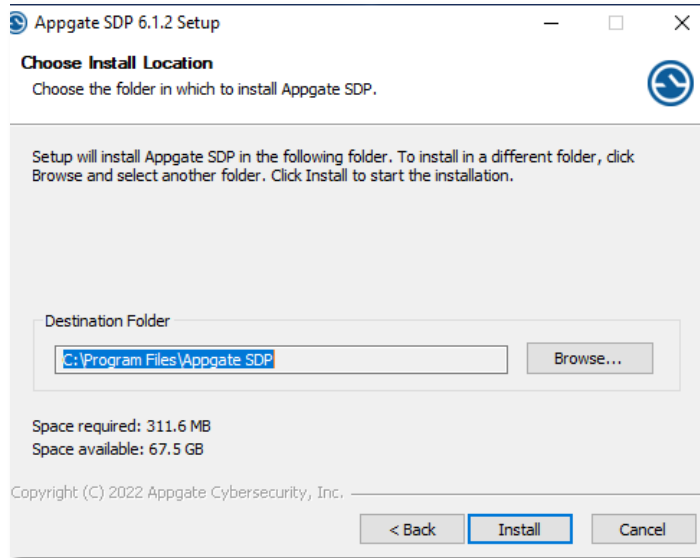 Appgate SDP 6.1.2 Setup
Choose Install Location
Choose the folder in which to install Appgate SDP.
Setup will install Appgate SDP in the following folder. To install in a different folder, click
Browse and select another folder. Click Install to start the installation.
Destination Folder
C:\Program Files\Appgate SDP
Browse...
Space required: 311.6 MB
Space available: 67.5 GB
Copyright (C) 2022 Appgate Cybersecurity, Inc.
< Back
Install
Cancel